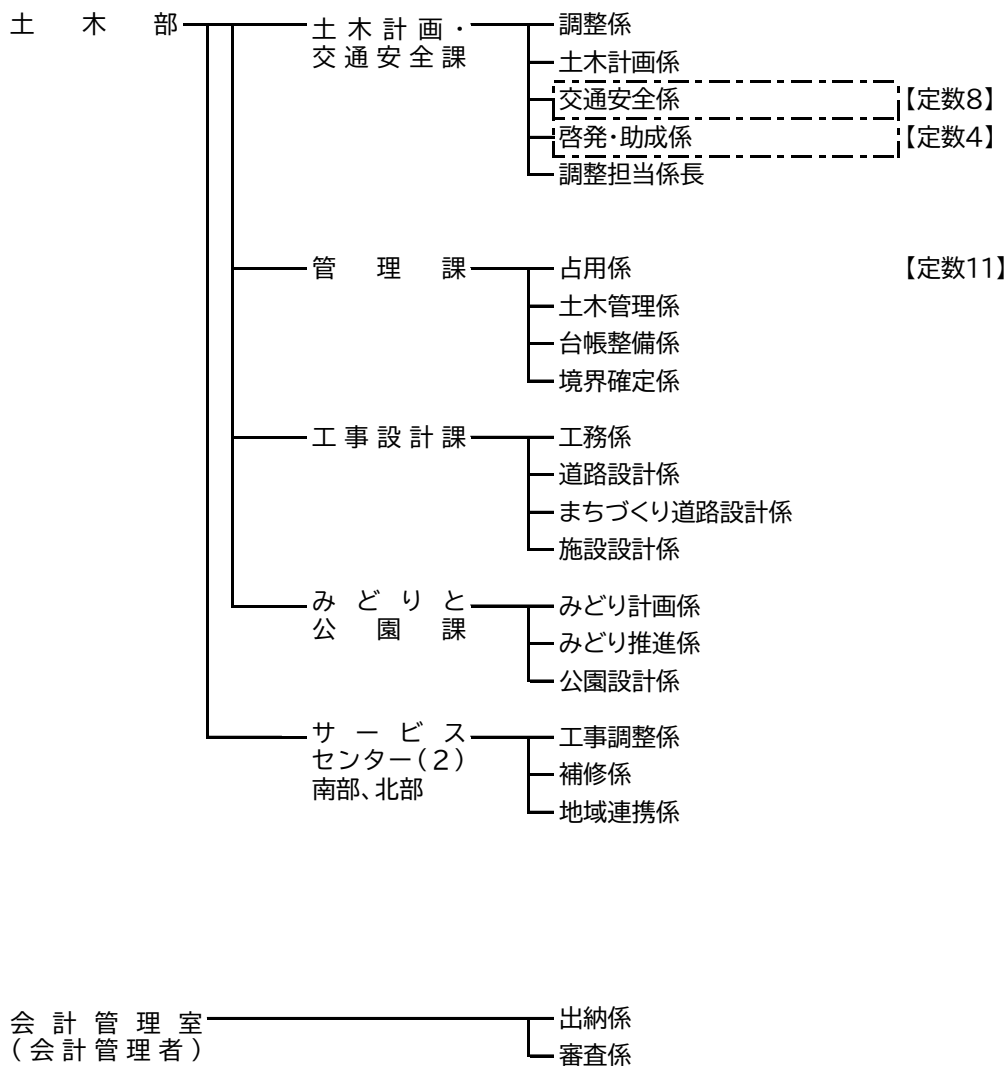 土木部
土木計画・
交通安全課
調整係
土木計画係
交通安全係 【定数8】
啓発・助成係 【定数4】
調整担当係長
管理課
占用係 【定数11】
土木管理係
台帳整備係
境界確定係
工事設計課
工務係
道路設計係
まちづくり道路設計係
施設設計係
みどりと
公園課
みどり計画係
みどり推進係
公園設計係
サービス
センター(2)
南部、北部
工事調整係
補修係
地域連携係
会計管理室
(会計管理者)
出納係
審査係